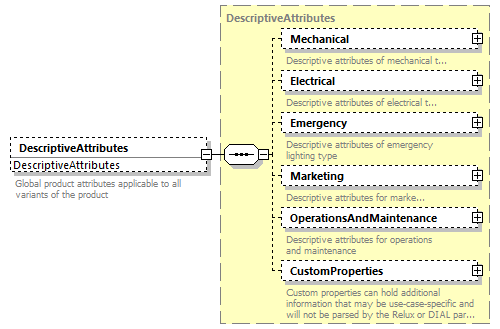 DescriptiveAttributes
Mechanical
Descriptive attributes of mechanical t...
Electrical
Descriptive attributes of electrical t...
Emergency
Descriptive attributes of emergency
lighting type
DescriptiveAttributes
DescriptiveAttributes
Global product attributes applicable to all
variants of the product
Marketing
Descriptive attributes for marke...
OperationsAndMaintenance
Descriptive attributes for operations
and maintenance
CustomProperties
Custom properties can hold additional
information that may be use-case-specific and
will not be parsed by the Relux or DIAL par...